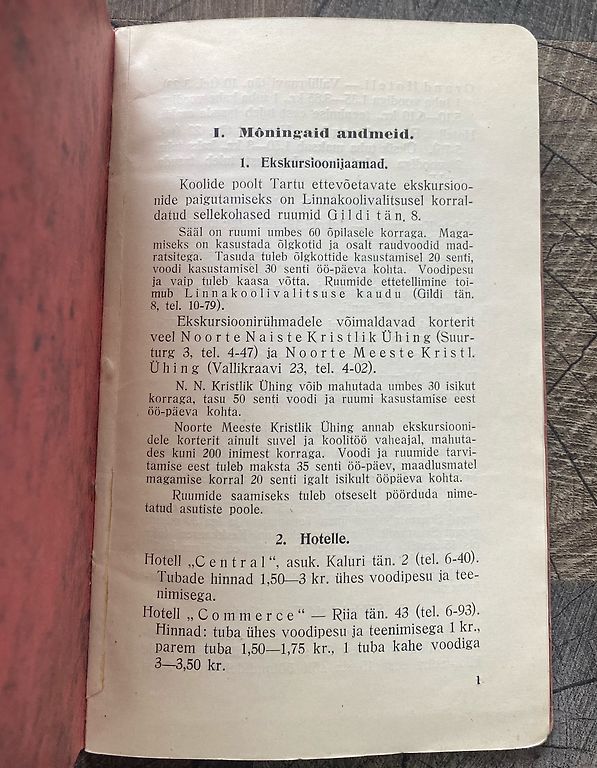 I. Mõningaid andmeid.
1. Ekskursioonijaamad.
Koolide poolt Tartu ettevõetavate ekskursioo-
nide paigutamiseks on Linnakoolivalitsusel korral-
datud sellekohased ruumid Gildi tän. 8.
Sääl on ruumi umbes 60 õpilasele korraga. Maga-
miseks on kasustada õlgkotid ja osalt raudvoodid mad-
ratsitega. Tasuda tuleb õlgkottide kasustamisel 20 senti,
voodi kasustamisel 30 senti öö-päeva kohta. Voodipesu
ja vaip tuleb kaasa võtta. Ruumide ettetellimine toi-
mub Linnakoolivalitsuse kaudu (Gildi tän.
8, tel. 10-79).
Ekskursioonirühmadele võimaldavad korterit
veel Noorte Naiste Kristlik Ühing (Suur-
turg 3, tel. 4-47) ja Noorte Meeste Kristl.
Ühing (Vallikraavi 23, tel. 4-02).
N. N. Kristlik Ühing võib mahutada umbes 30 isikut
korraga, tasu 50 senti voodi ja ruumi kasustamise eest
öö-päeva kohta.
Noorte Meeste Kristlik Ühing annab ekskursiooni-
dele korterit ainult suvel ja koolitöö vaheajal, mahuta-
des kuni 200 inimest korraga. Voodi ja ruumide tarvi-
tamise eest tuleb maksta 35 senti öö-päev, maadlusmatel
magamise korral 20 senti igalt isikult ööpäeva kohta.
Ruumide saamiseks tuleb otseselt pöörduda nime-
tatud asutiste poole.
2. Hotelle.
Hotell „Central“, asuk. Kaluri tän. 2 (tel. 6-40).
Tubade hinnad 1,50—3 kr. ühes voodipesu ja tee-
nimisega.
Hotell „Commerce“ — Riia tän. 43 (tel. 6-93).
Hinnad: tuba ühes voodipesu ja teenimisega 1 kr.,
parem tuba 1,50—1,75 kr., 1 tuba kahe voodiga
3—3,50 kr.
1